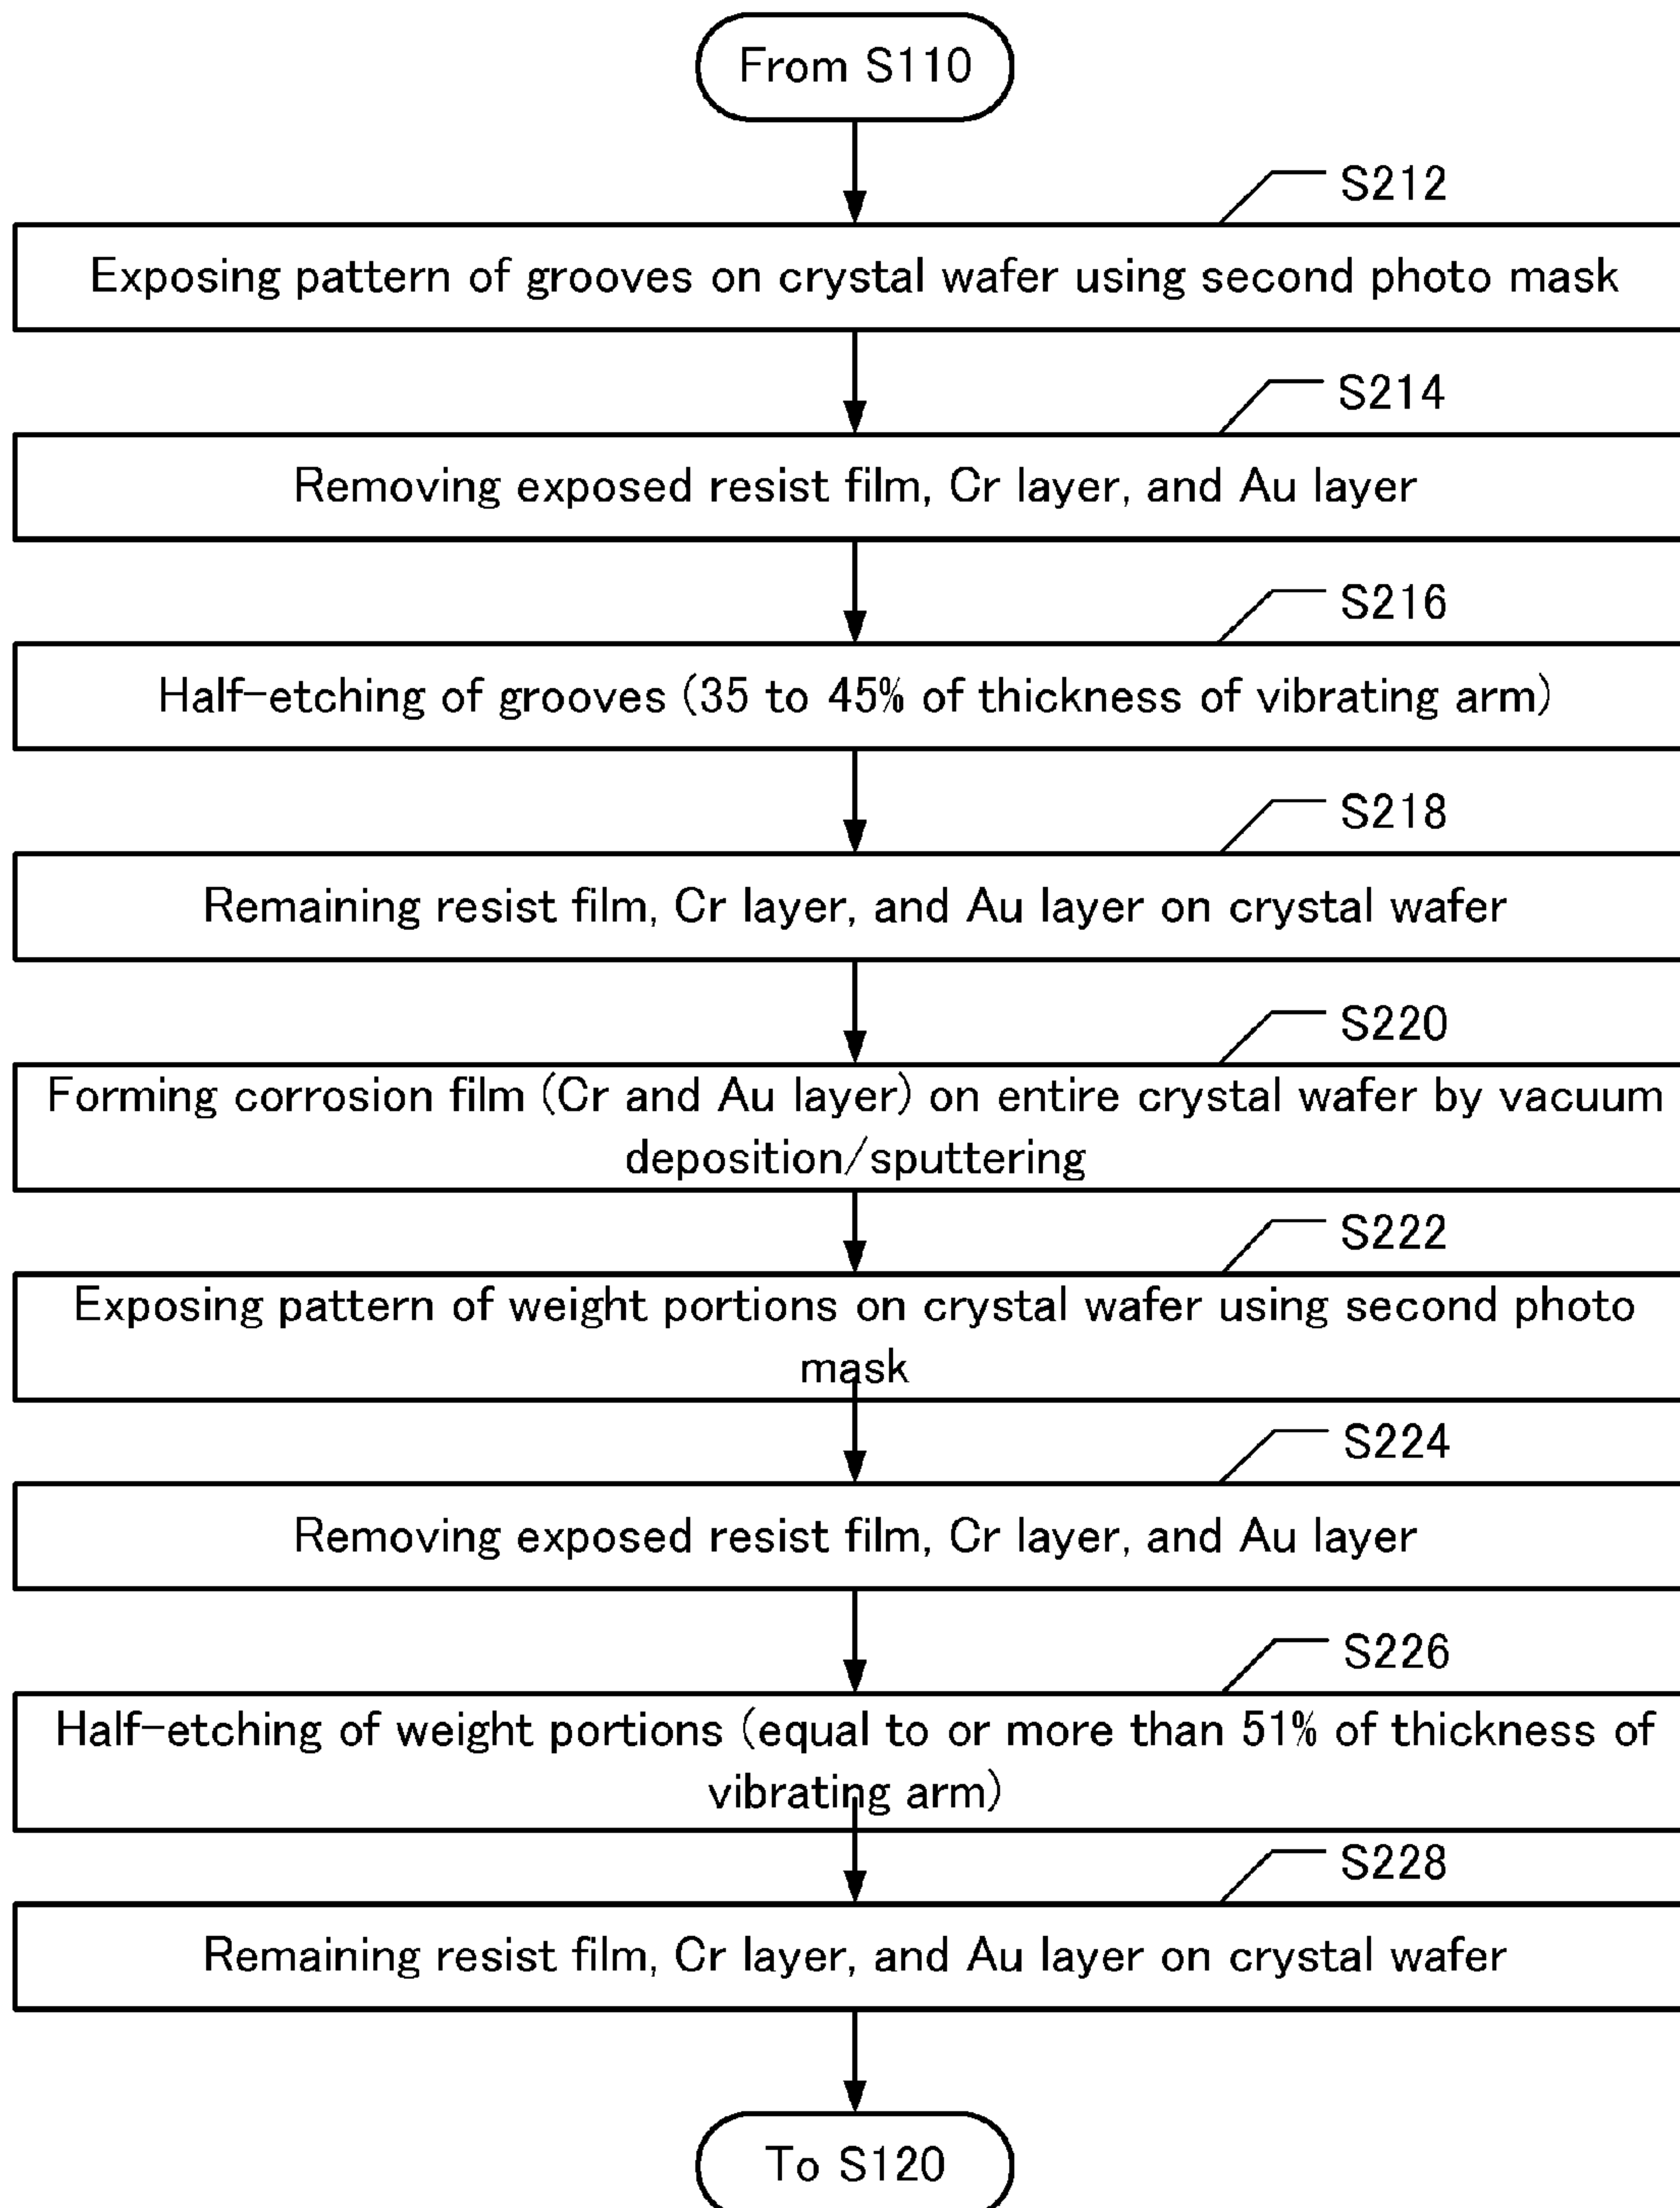 From S110
S212
Exposing pattern of grooves on crystal wafer using second photo mask
S214
Removing exposed resist film, Cr layer, and Au layer
S216
Half-etching of grooves (35 to 45% of thickness of vibrating arm)
S218
Remaining resist film, Cr layer, and Au layer on crystal wafer
S220
Forming corrosion film (Cr and Au layer) on entire crystal wafer by vacuum
deposition/sputtering
S222
Exposing pattern of weight portions on crystal wafer using second photo
mask
S224
Removing exposed resist film, Cr layer, and Au layer
S226
Half-etching of weight portions (equal to or more than 51% of thickness of
vibrating arm)
S228
Remaining resist film, Cr layer, and Au layer on crystal wafer
To S120